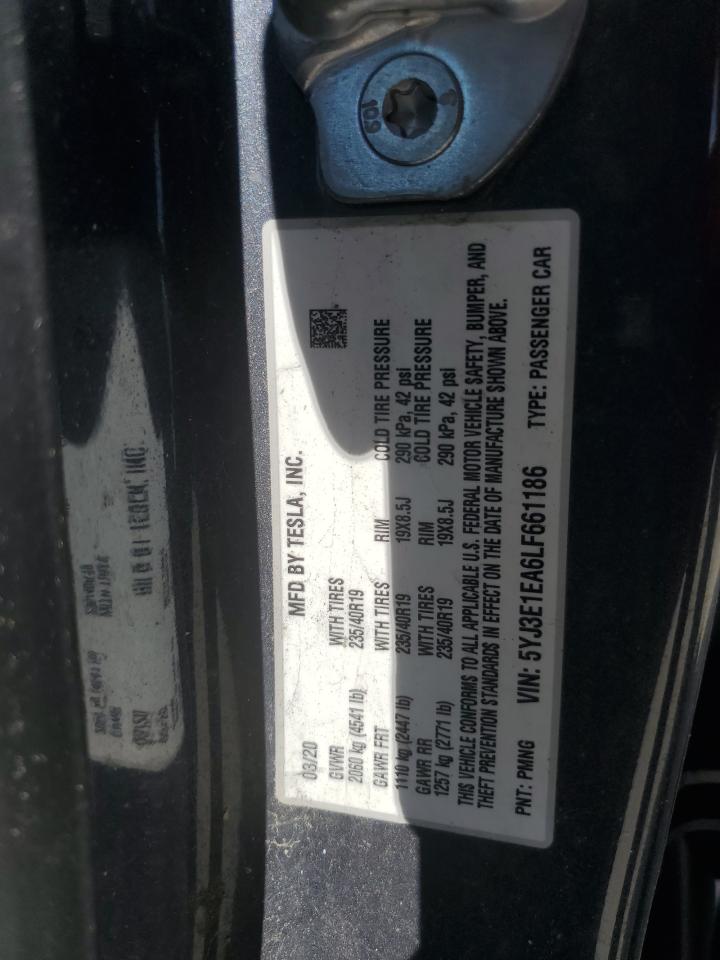 10.9
MFD BY TESLA, INC.
03/20
GVWR WITH TIRES
2060 kg (4541 lb) 235/40R19
GAWR FRT WITH TIRES RIM COLD TIRE PRESSURE
1110 kg (2447 lb) 235/40R19 19X8.5J 290 kPa, 42 psi
GAWR RR WITH TIRES RIM COLD TIRE PRESSURE
1257 kg (2771 lb) 235/40R19 19X8.5J 290 kPa, 42 psi
THIS VEHICLE CONFORMS TO ALL APPLICABLE U.S. FEDERAL MOTOR VEHICLE SAFETY, BUMPER, AND
THEFT PREVENTION STANDARDS IN EFFECT ON THE DATE OF MANUFACTURE SHOWN ABOVE.
PNT: PMNG VIN: 5YJ3E1EA6LF661186 TYPE: PASSENGER CAR